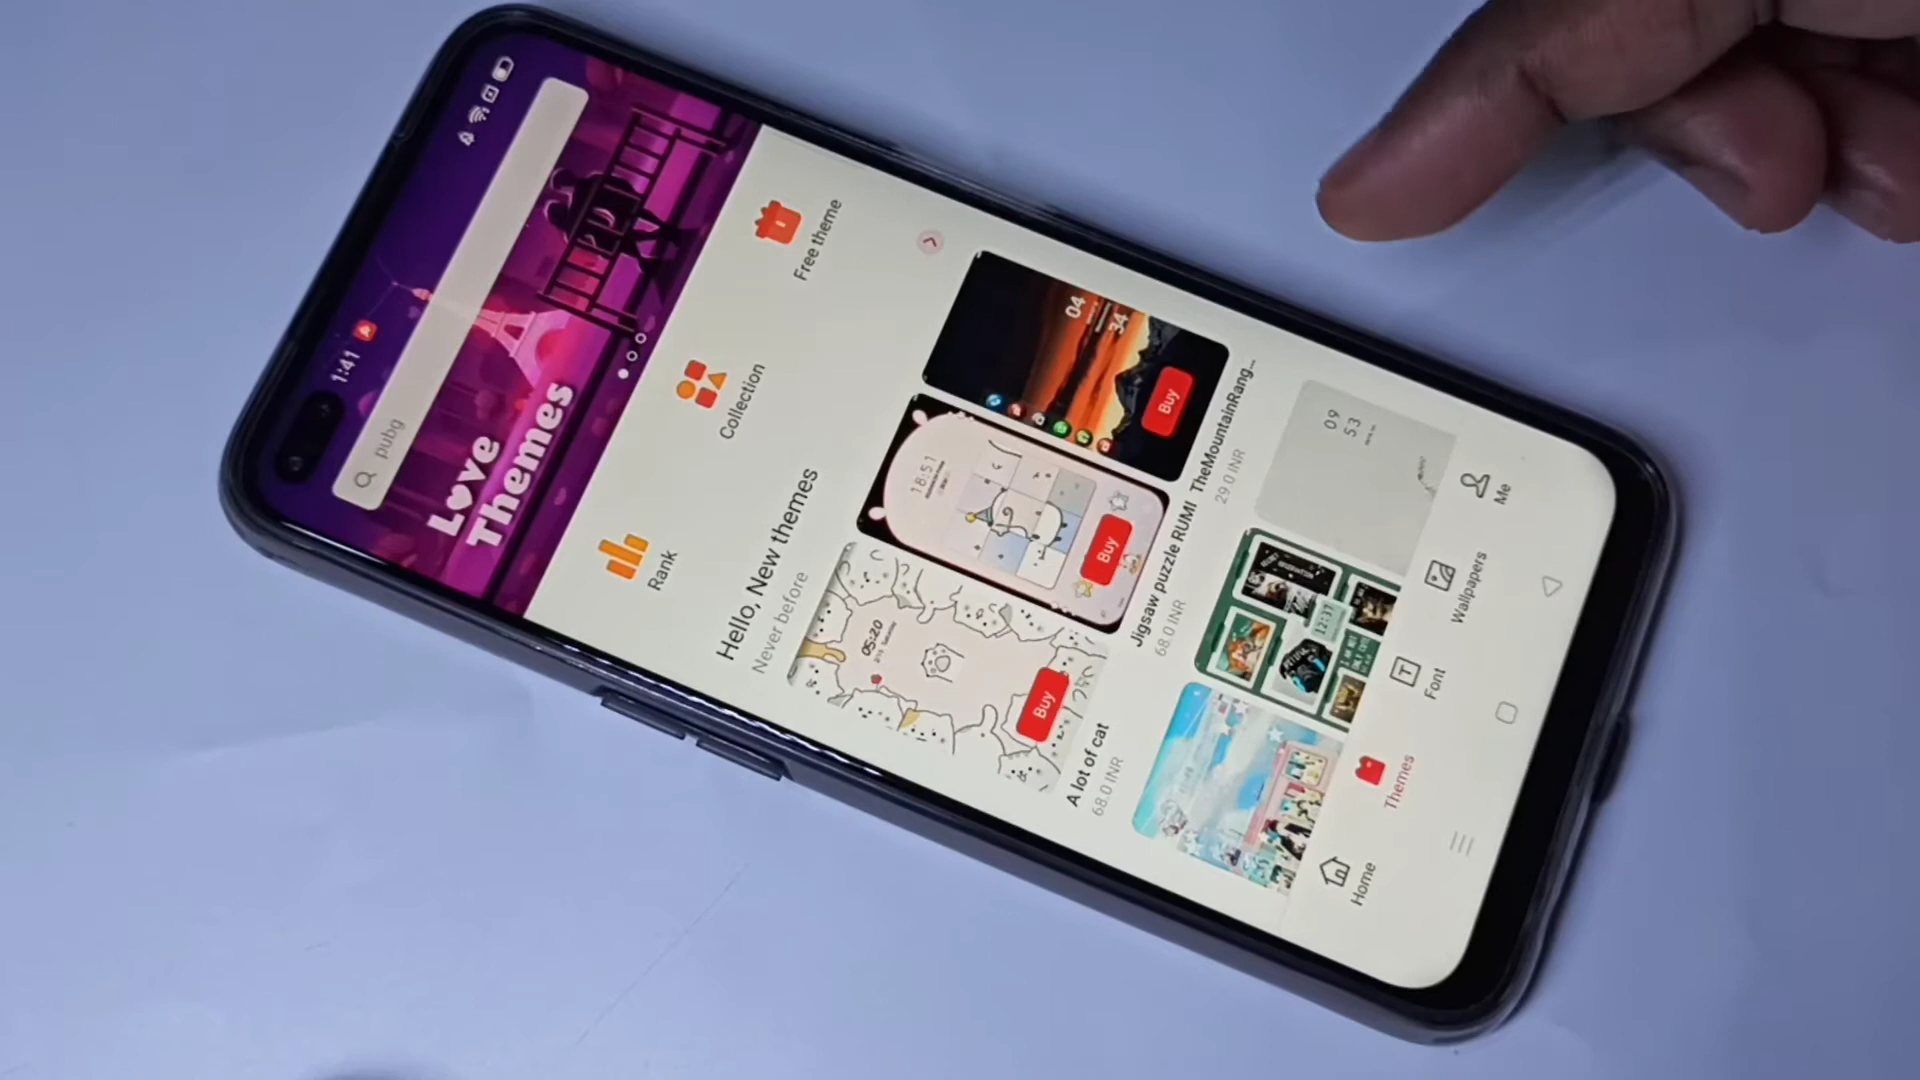 1:41
pubg
Love
Themes
Rank
Collection
Free theme
Hello, New themes
Never before
05:20
18:51
04
34
Buy
Buy
Buy
A lot of cat
68.0 INR
Jigsaw puzzle RUMI
68.0 INR
TheMountainRang...
29.0 INR
12:37
09
53
Home
Themes
Font
Wallpapers
Me